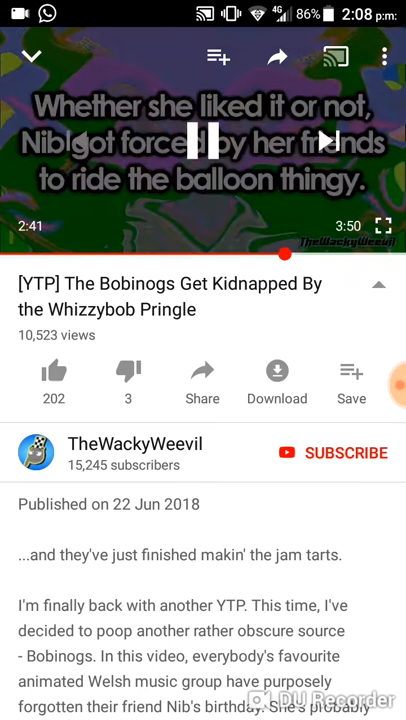 4G 86% 2:08 p.m.
Whether she liked it or not,
Nib got forced by her friends
to ride the balloon thingy.
2:41 3:50
TheWackyWeevil
[YTP] The Bobinogs Get Kidnapped By
the Whizzybob Pringle
10,523 views
202 3 Share Download Save
TheWackyWeevil
15,245 subscribers
SUBSCRIBE
Published on 22 Jun 2018
...and they've just finished makin' the jam tarts.
I'm finally back with another YTP. This time, I've
decided to poop another rather obscure source
- Bobinogs. In this video, everybody's favourite
animated Welsh music group have purposely
forgotten their friend Nib's birthday. She's probably
DU Recorder